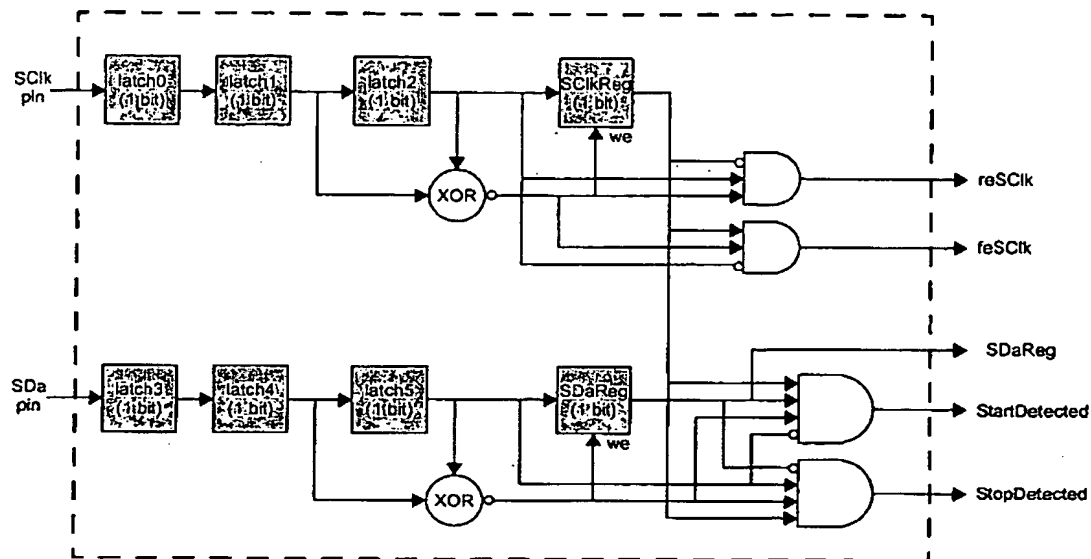 SClk
pin
latch0
(1 bit)
latch1
(1 bit)
latch2
(1 bit)
SClkReg
(1 bit)
we
XOR
reSClk
feSClk
SDa
pin
latch3
(1 bit)
latch4
(1 bit)
latch5
(1 bit)
SDaReg
(1 bit)
we
XOR
SDaReg
StartDetected
StopDetected